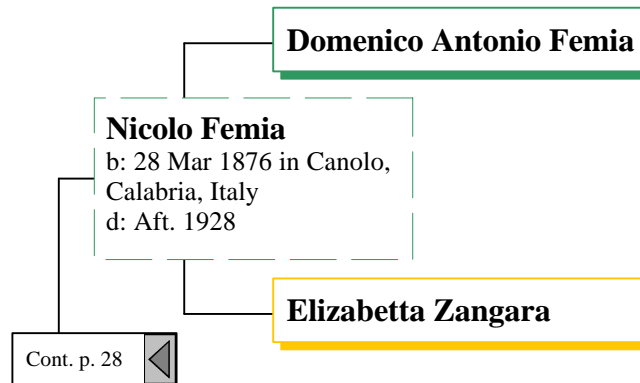 Domenico Antonio Femia
Nicolo Femia
b: 28 Mar 1876 in Canolo,
Calabria, Italy
d: Aft. 1928
Elizabetta Zangara
Cont. p. 28